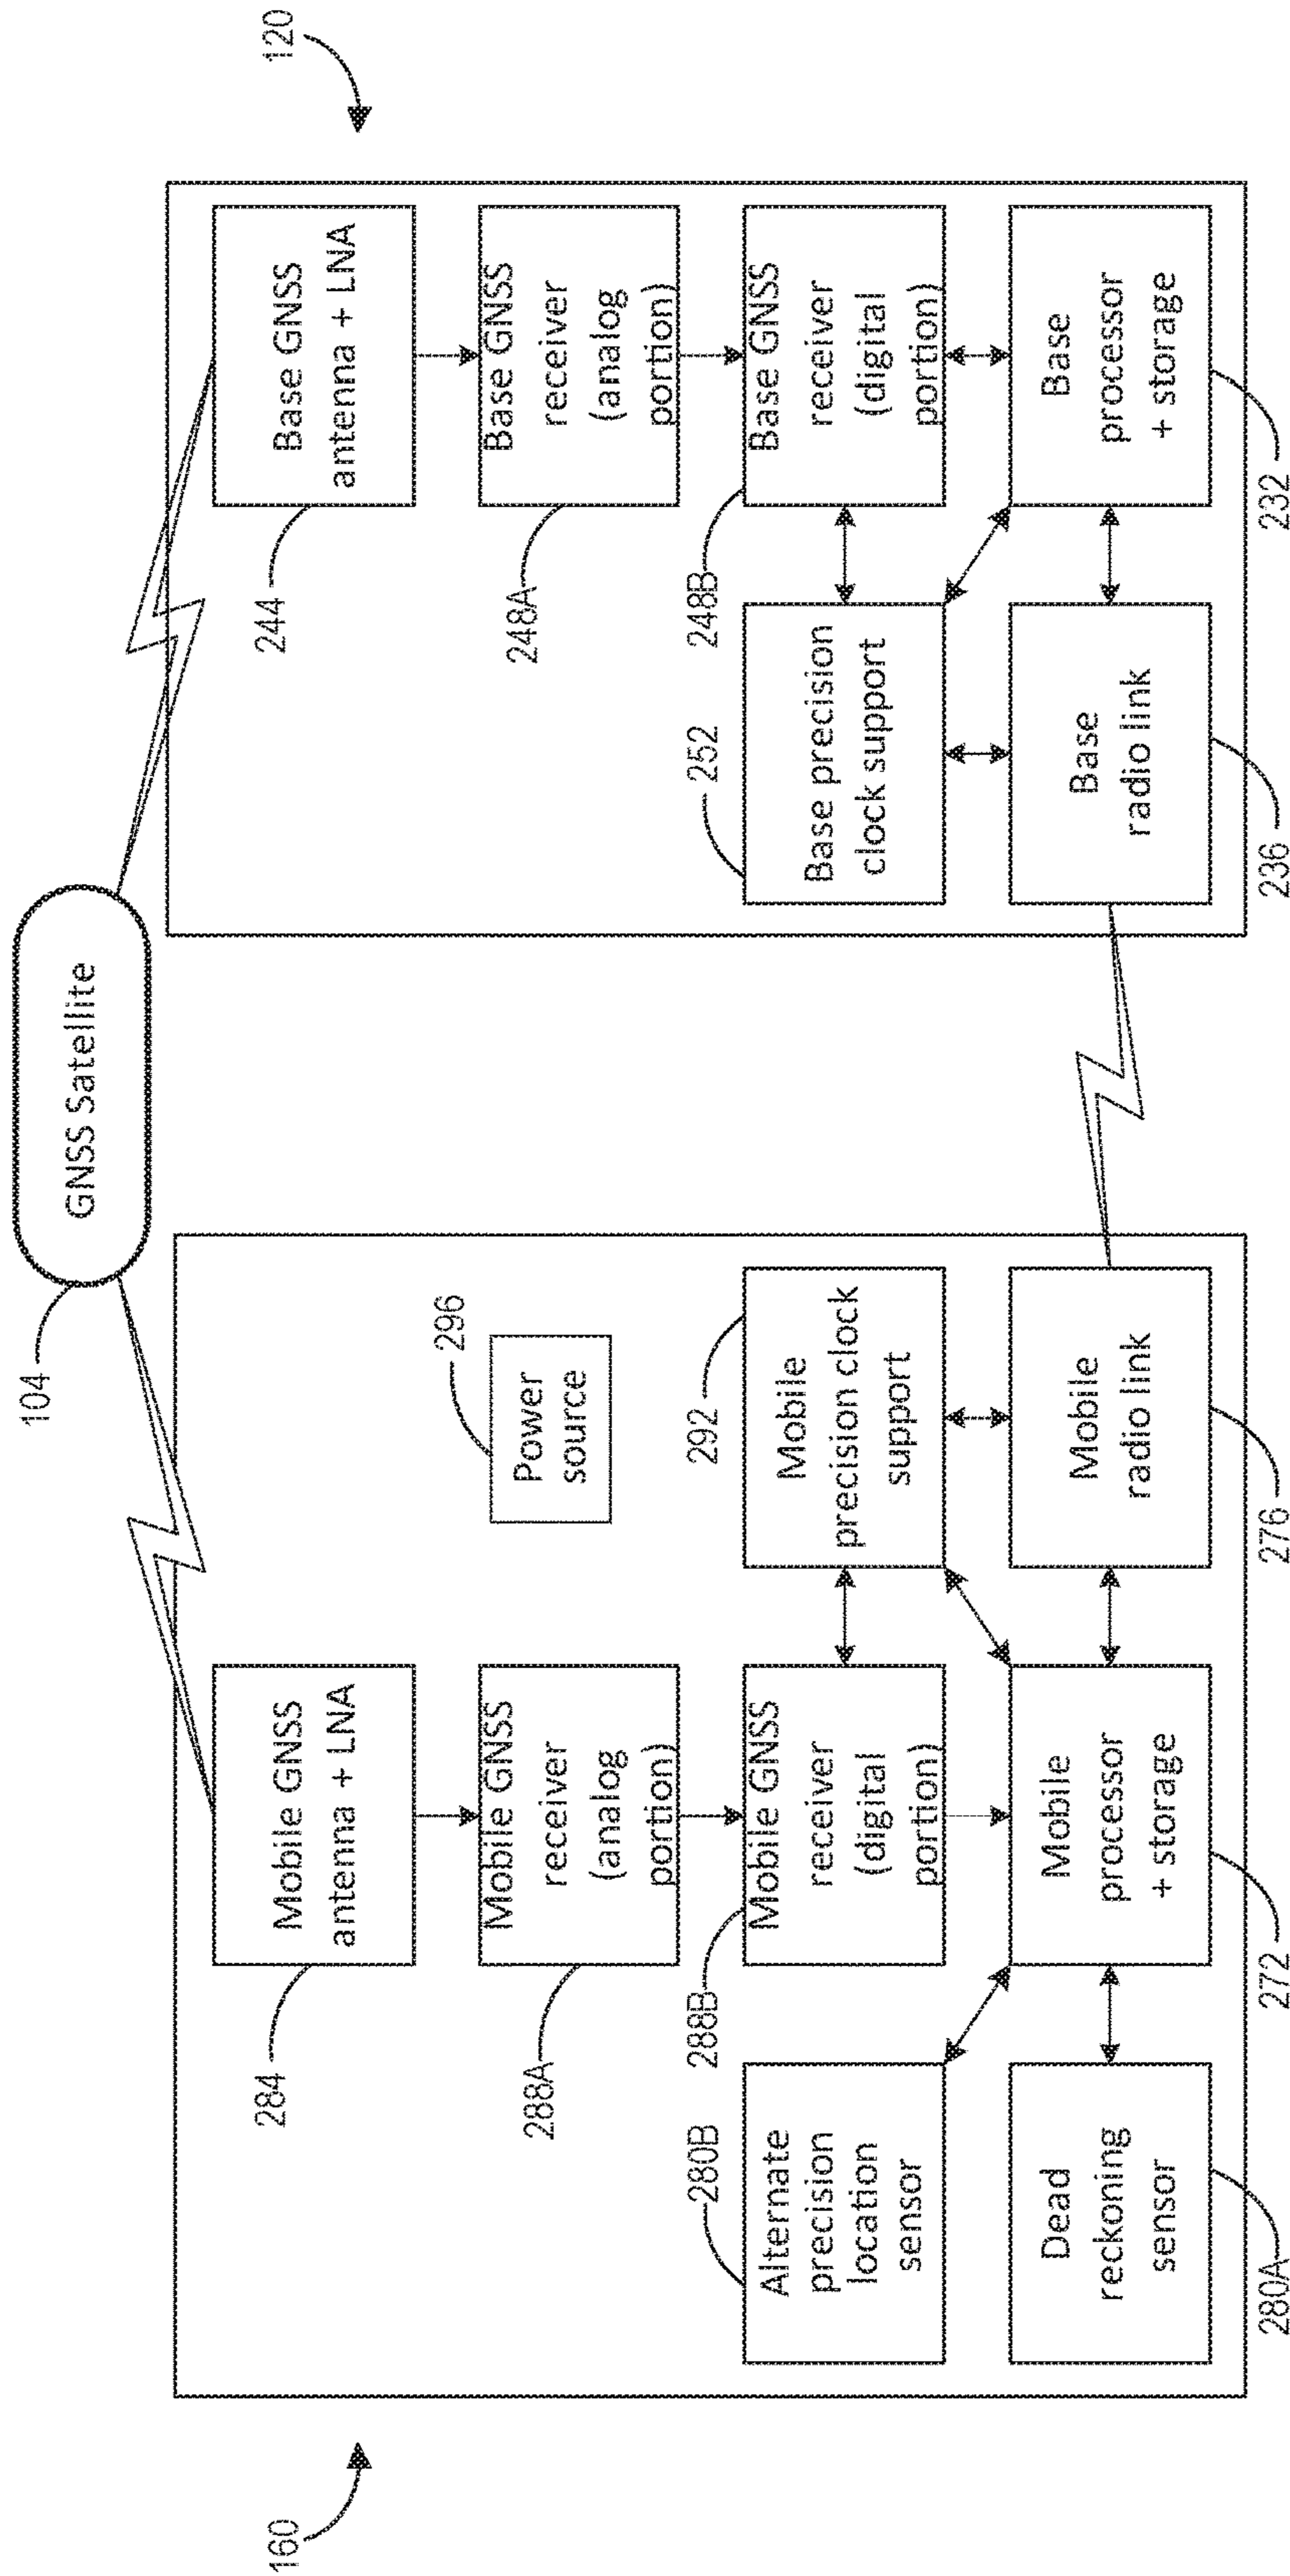 160
104
GNSS Satellite
120
284
Mobile GNSS
antenna + LNA
288A
Mobile GNSS
receiver
(analog
portion)
296
Power
source
280B
Alternate
precision
location
sensor
288B
Mobile GNSS
receiver
(digital
portion)
292
Mobile
precision clock
support
Dead
reckoning
sensor
280A
Mobile
processor
+ storage
272
Mobile
radio link
276
244
Base GNSS
antenna + LNA
248A
Base GNSS
receiver
(analog
portion)
252
Base precision
clock support
248B
Base GNSS
receiver
(digital
portion)
Base
radio link
236
Base
processor
+ storage
232